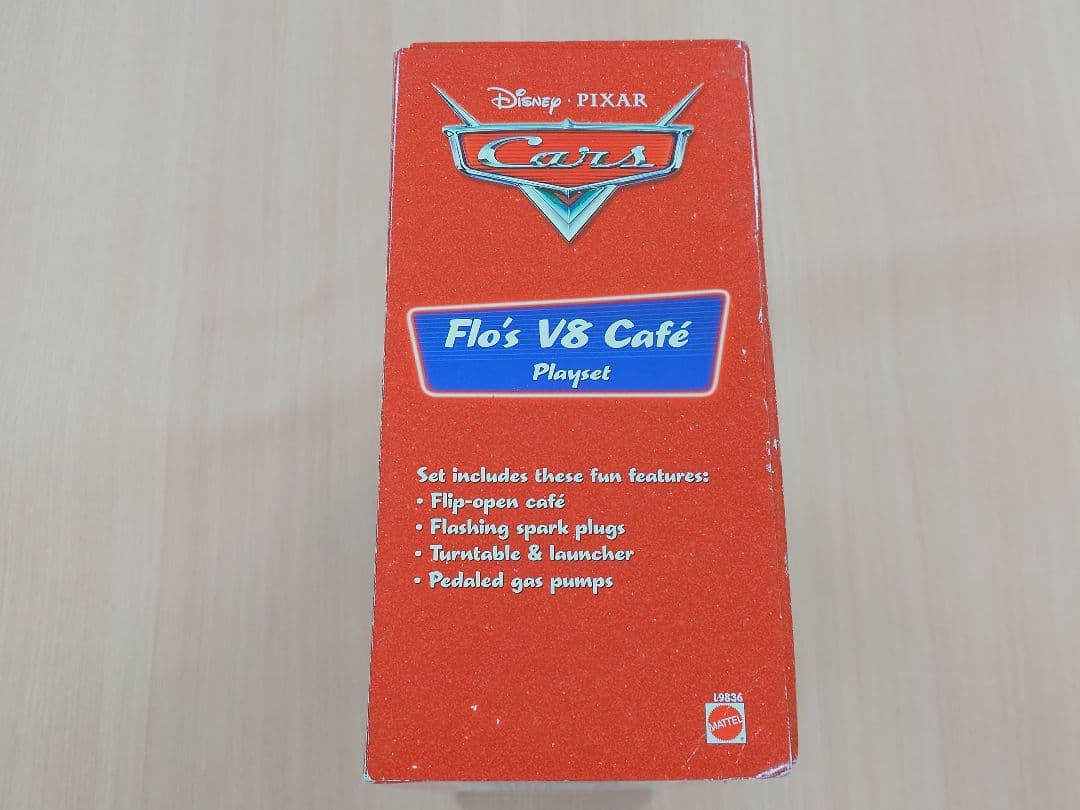 Disney · PIXAR
Cars
Flo's V8 Café
Playset
Set includes these fun features:
• Flip-open café
• Flashing spark plugs
• Turntable & launcher
• Pedaled gas pumps
L9836
MATTEL